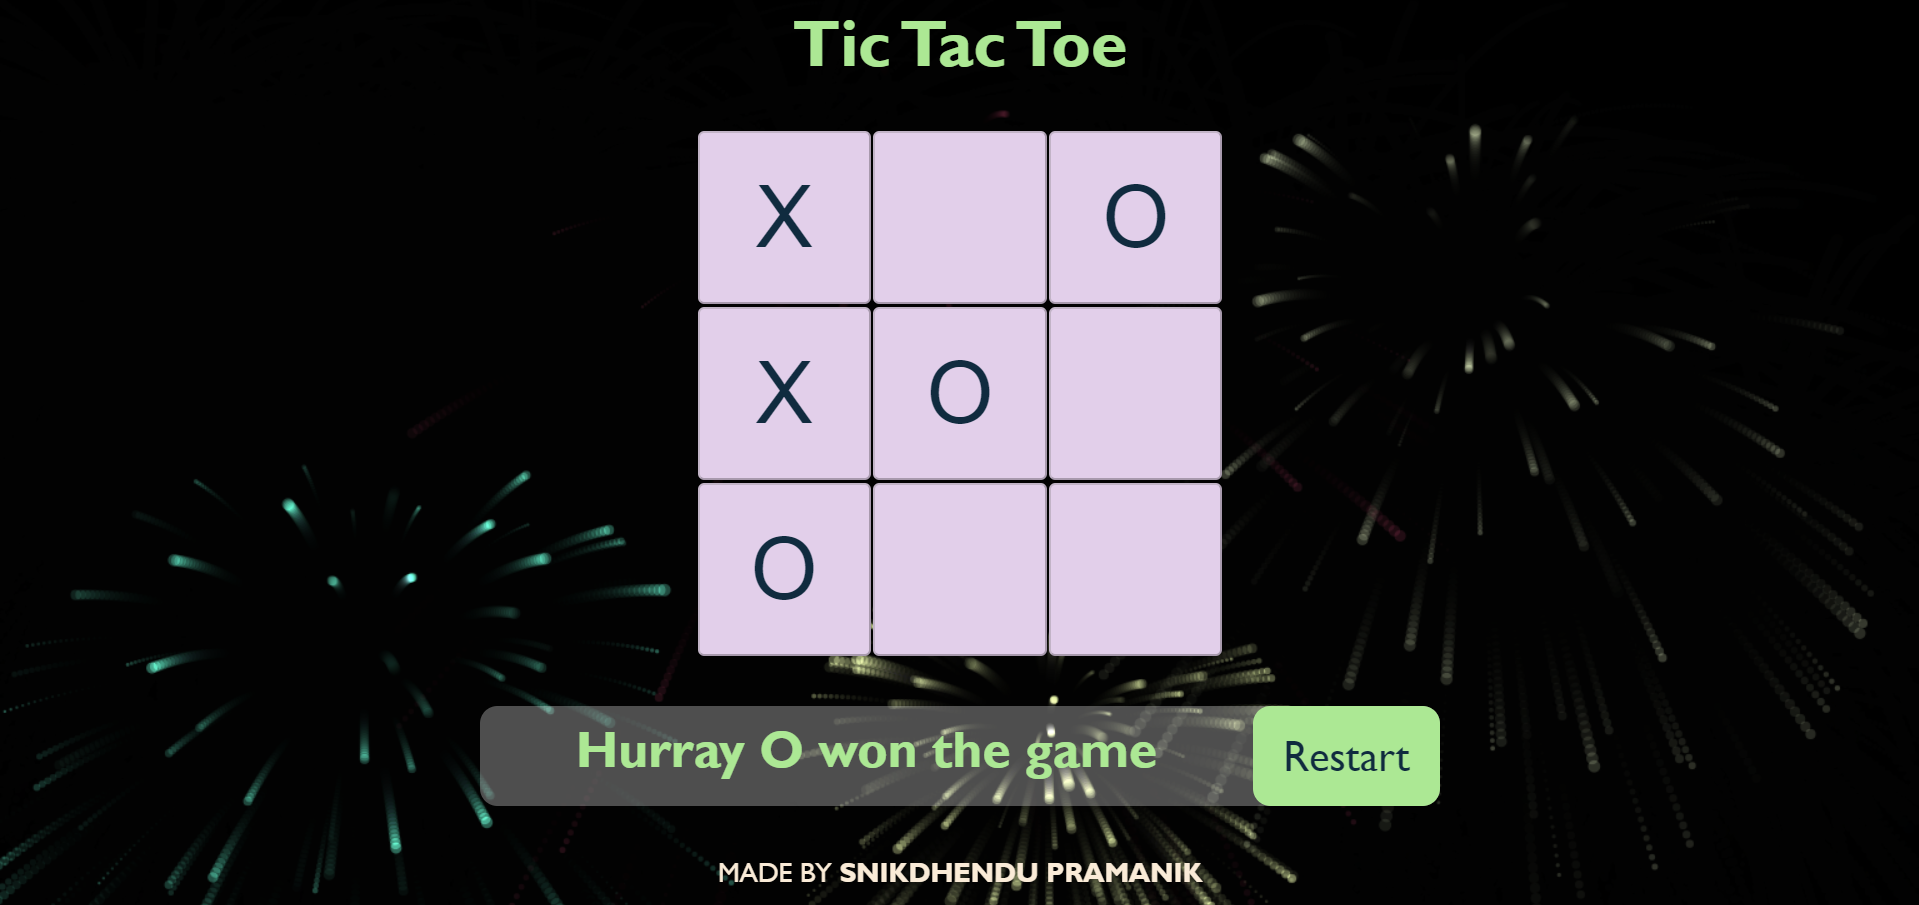 Tic Tac Toe
X O
X O
O
Hurray O won the game
Restart
MADE BY SNIKDHENDU PRAMANIK